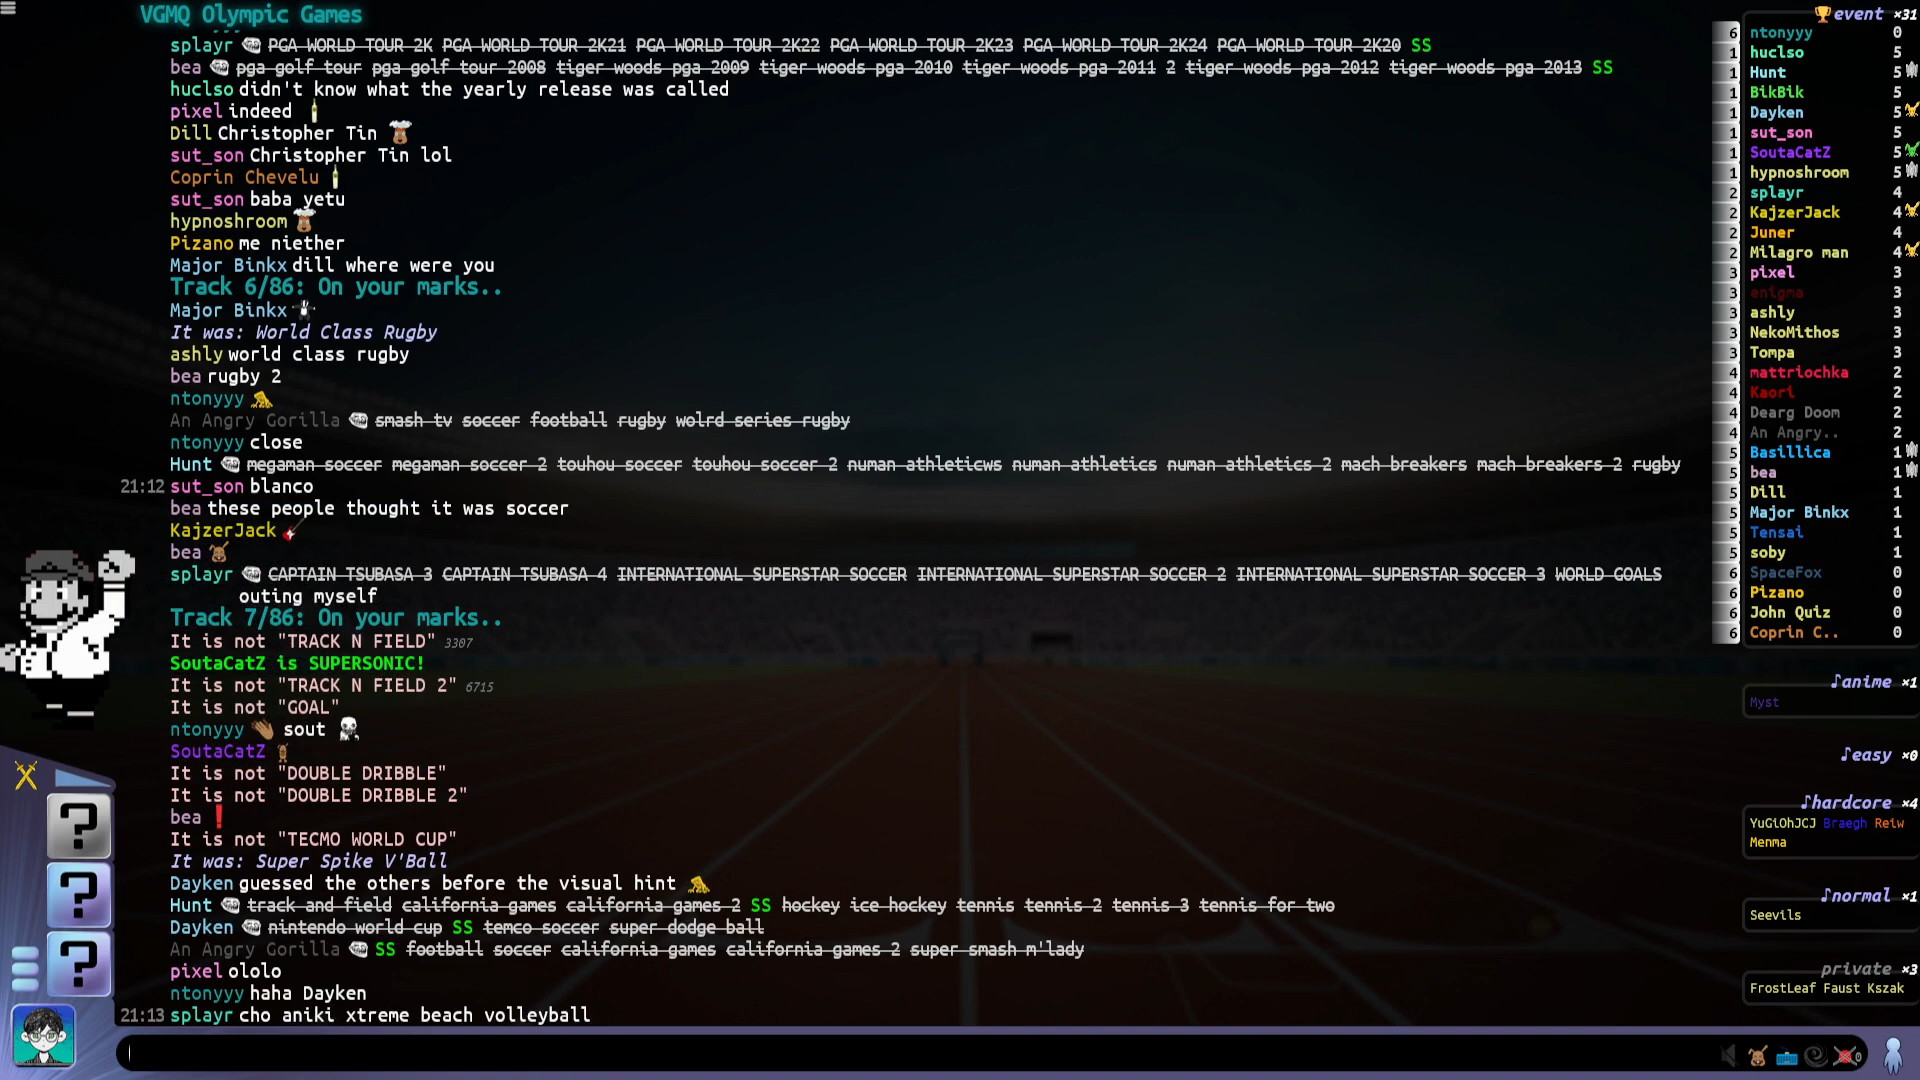 VGMQ Olympic Games
splayr PGA WORLD TOUR 2K PGA WORLD TOUR 2K21 PGA WORLD TOUR 2K22 PGA WORLD TOUR 2K23 PGA WORLD TOUR 2K24 PGA WORLD TOUR 2K20 SS
bea pga golf tour pga golf tour 2008 tiger woods pga 2009 tiger woods pga 2010 tiger woods pga 2011 2 tiger woods pga 2012 tiger woods pga 2013 SS
huclso didn't know what the yearly release was called
pixel indeed
Dill Christopher Tin
sut_son Christopher Tin lol
Coprin Chevelu
sut_son baba yetu
hypnoshroom
Pizano me niether
Major Binkx dill where were you
Track 6/86: On your marks..
Major Binkx
It was: World Class Rugby
ashly world class rugby
bea rugby 2
ntonyyy
An Angry Gorilla smash tv soccer football rugby wolrd series rugby
ntonyyy close
Hunt megaman soccer megaman soccer 2 touhou soccer touhou soccer 2 numan athleticws numan athletics numan athletics 2 mach breakers mach breakers 2 rugby
21:12 sut_son blanco
bea these people thought it was soccer
KajzerJack
bea
splayr CAPTAIN TSUBASA 3 CAPTAIN TSUBASA 4 INTERNATIONAL SUPERSTAR SOCCER INTERNATIONAL SUPERSTAR SOCCER 2 INTERNATIONAL SUPERSTAR SOCCER 3 WORLD GOALS
outing myself
Track 7/86: On your marks..
It is not "TRACK N FIELD" 3307
SoutaCatZ is SUPERSONIC!
It is not "TRACK N FIELD 2" 6715
It is not "GOAL"
ntonyyy sout
SoutaCatZ
It is not "DOUBLE DRIBBLE"
It is not "DOUBLE DRIBBLE 2"
bea
It is not "TECMO WORLD CUP"
It was: Super Spike V'Ball
Dayken guessed the others before the visual hint
Hunt track and field california games california games 2 SS hockey ice hockey tennis tennis 2 tennis 3 tennis for two
Dayken nintendo world cup SS temco soccer super dodge ball
An Angry Gorilla SS football soccer california games california games 2 super smash m'lady
pixel ololo
ntonyyy haha Dayken
21:13 splayr cho aniki xtreme beach volleyball
event ×31
6 ntonyyy 0
1 huclso 5
1 Hunt 5
1 BikBik 5
1 Dayken 5
1 sut_son 5
1 SoutaCatZ 5
1 hypnoshroom 5
2 splayr 4
2 KajzerJack 4
2 Juner 4
2 Milagro man 4
3 pixel 3
3 enigma 3
3 ashly 3
3 NekoMithos 3
3 Tompa 3
4 mattriochka 2
4 Kaori 2
4 Dearg Doom 2
4 An Angry.. 2
5 Basillica 1
5 bea 1
5 Dill 1
5 Major Binkx 1
5 Tensai 1
5 soby 1
6 SpaceFox 0
6 Pizano 0
6 John Quiz 0
6 Coprin C.. 0
♪anime ×1
Myst
♪easy ×0
♪hardcore ×4
YuGiOhJCJ Braegh Reiw
Menma
♪normal ×1
Seevils
private ×3
FrostLeaf Faust Kszak
?
?
?
0